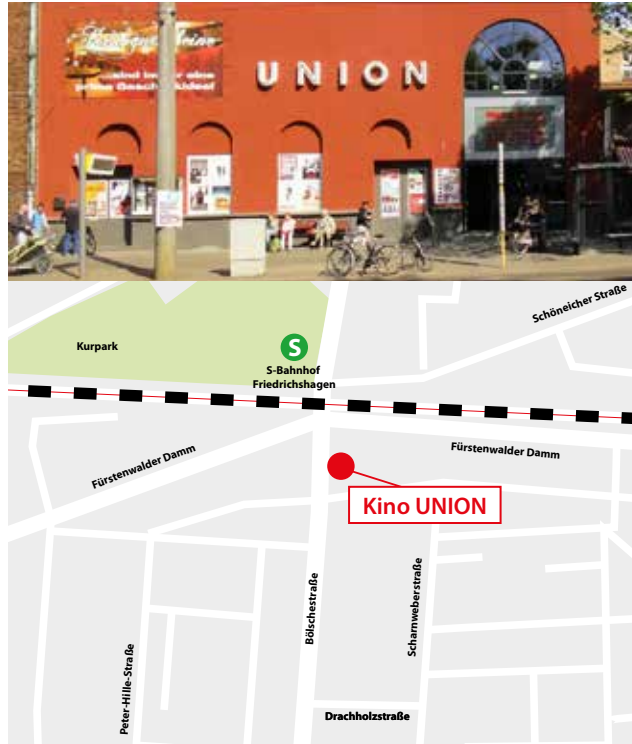 UNION
Schöneicher Straße
Kurpark
S
S-Bahnhof
Friedrichshagen
Fürstenwalder Damm
Fürstenwalder Damm
Kino UNION
Bölschestraße
Scharnweberstraße
Peter-Hille-Straße
Drachholzstraße